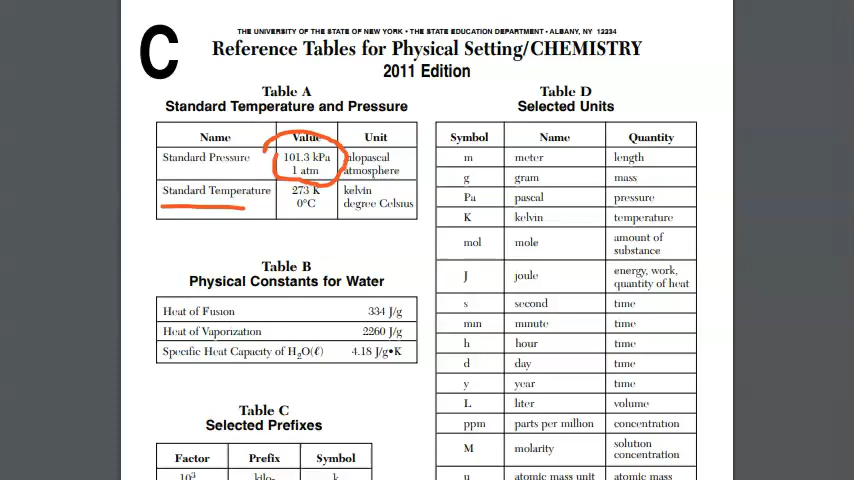 C
THE UNIVERSITY OF THE STATE OF NEW YORK • THE STATE EDUCATION DEPARTMENT • ALBANY, NY 12234
Reference Tables for Physical Setting/CHEMISTRY
2011 Edition
Table A
Standard Temperature and Pressure
Name Value Unit
Standard Pressure 101.3 kPa kilopascal
1 atm atmosphere
Standard Temperature 273 K kelvin
0°C degree Celsius
Table B
Physical Constants for Water
Heat of Fusion 334 J/g
Heat of Vaporization 2260 J/g
Specific Heat Capacity of H2O(ℓ) 4.18 J/g•K
Table C
Selected Prefixes
Factor Prefix Symbol
10³ kilo- k
Table D
Selected Units
Symbol Name Quantity
m meter length
g gram mass
Pa pascal pressure
K kelvin temperature
mol mole amount of
substance
J joule energy, work,
quantity of heat
s second time
min minute time
h hour time
d day time
y year time
L liter volume
ppm parts per million concentration
M molarity solution
concentration
u atomic mass unit atomic mass